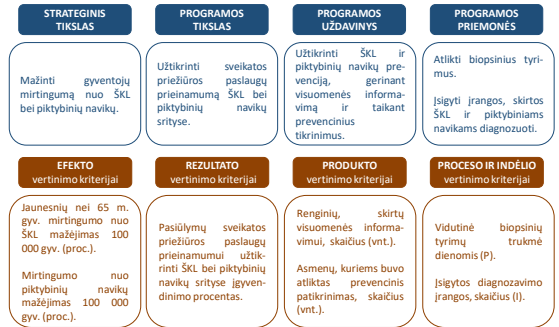 STRATEGINIS
TIKSLAS
PROGRAMOS
TIKSLAS
PROGRAMOS
UŽDAVINYS
PROGRAMOS
PRIEMONĖS
Mažinti gyventojų
mirtingumą nuo ŠKL
bei piktybinių navikų.
Užtikrinti sveikatos
priežiūros paslaugų
prieinamumą ŠKL bei
piktybinių navikų
srityse.
Užtikrinti ŠKL ir
piktybinių navikų pre-
venciją, gerinant
visuomenės informa-
vimą ir taikant
prevencinius
tikrinimus.
Atlikti biopsinius tyri-
mus.
Įsigyti įrangos, skirtos
ŠKL ir piktybiniams
navikams diagnozuoti.
EFEKTO
vertinimo kriterijai
REZULTATO
vertinimo kriterijai
PRODUKTO
vertinimo kriterijai
PROCESO IR INDĖLIO
vertinimo kriterijai
Jaunesnių nei 65 m.
gyv. mirtingumo nuo
ŠKL mažėjimas 100
000 gyv. (proc.).
Mirtingumo nuo
piktybinių navikų
mažėjimas 100 000
gyv. (proc.).
Pasiūlymų sveikatos
priežiūros paslaugų
prieinamumui užtik-
rinti ŠKL bei piktybinių
navikų srityse įgyven-
dinimo procentas.
Renginių, skirtų
visuomenės informa-
vimui, skaičius (vnt.).
Asmenų, kuriems buvo
atliktas prevencinis
patikrinimas, skaičius
(vnt.).
Vidutinė biopsinių
tyrimų trukmė
dienomis (P).
Įsigytos diagnozavimo
įrangos, skaičius (I).